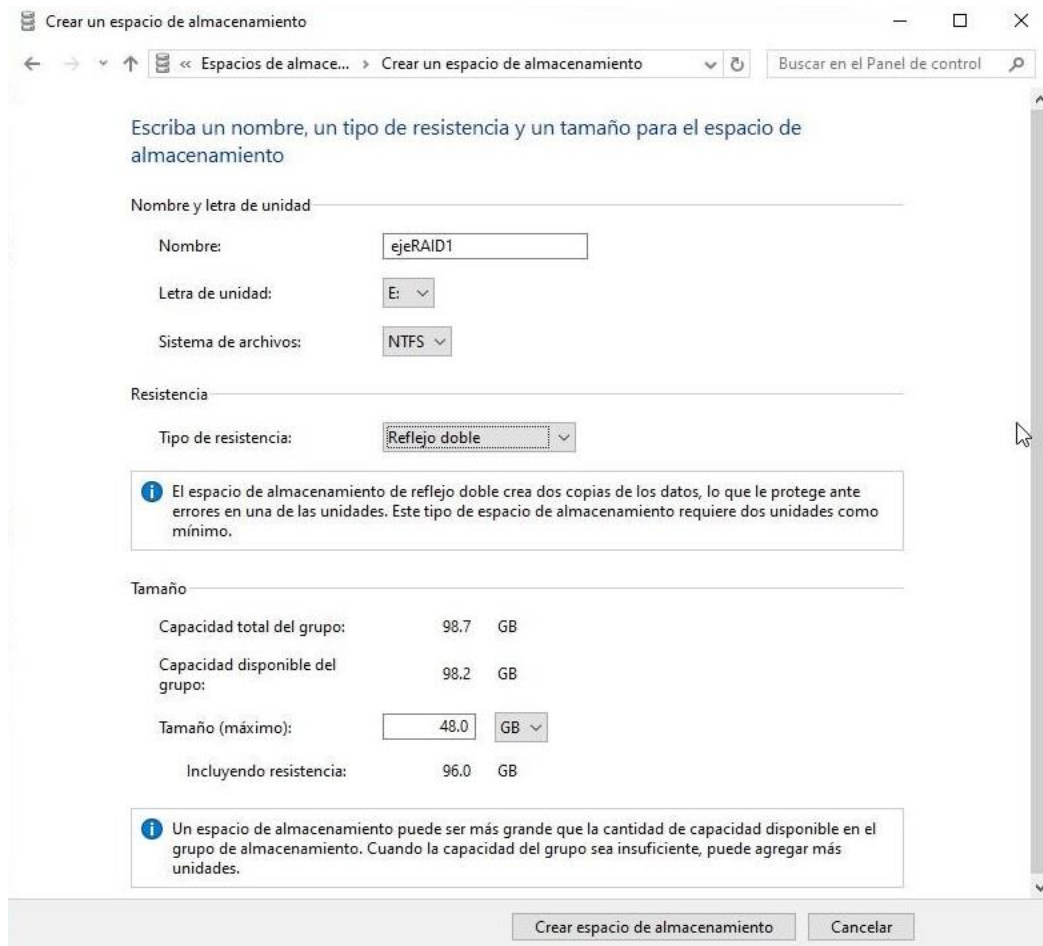 Crear un espacio de almacenamiento
« Espacios de almace... › Crear un espacio de almacenamiento
Buscar en el Panel de control
Escriba un nombre, un tipo de resistencia y un tamaño para el espacio de
almacenamiento
Nombre y letra de unidad
Nombre: ejeRAID1
Letra de unidad: E:
Sistema de archivos: NTFS
Resistencia
Tipo de resistencia: Reflejo doble
i El espacio de almacenamiento de reflejo doble crea dos copias de los datos, lo que le protege ante
errores en una de las unidades. Este tipo de espacio de almacenamiento requiere dos unidades como
mínimo.
Tamaño
Capacidad total del grupo: 98.7 GB
Capacidad disponible del
grupo: 98.2 GB
Tamaño (máximo): 48.0 GB
Incluyendo resistencia: 96.0 GB
i Un espacio de almacenamiento puede ser más grande que la cantidad de capacidad disponible en el
grupo de almacenamiento. Cuando la capacidad del grupo sea insuficiente, puede agregar más
unidades.
Crear espacio de almacenamiento Cancelar